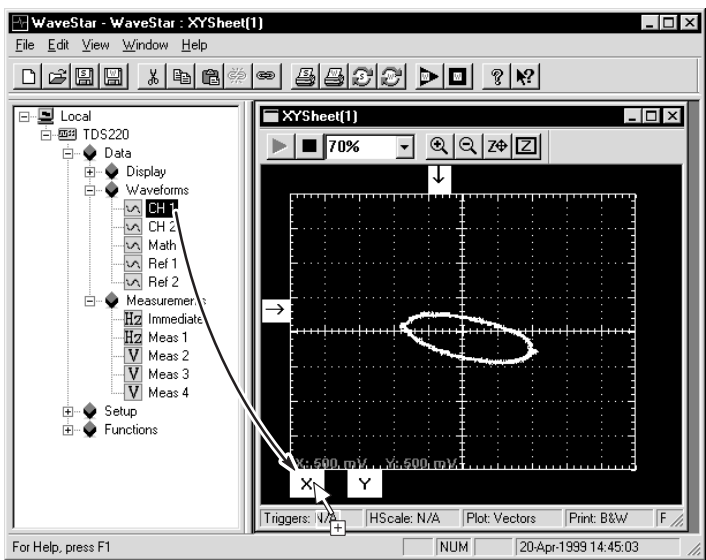 WaveStar - WaveStar : XYSheet(1)
File Edit View Window Help
Local
TDS220
Data
Display
Waveforms
CH 1
CH 2
Math
Ref 1
Ref 2
Measurements
Hz Immediate
Hz Meas 1
V Meas 2
V Meas 3
V Meas 4
Setup
Functions
XYSheet(1)
70%
Z
Z
X: 500 mV Y: 500 mV
X Y
Triggers: N/A HScale: N/A Plot: Vectors Print: B&W F
For Help, press F1
NUM 20-Apr-1999 14:45:03